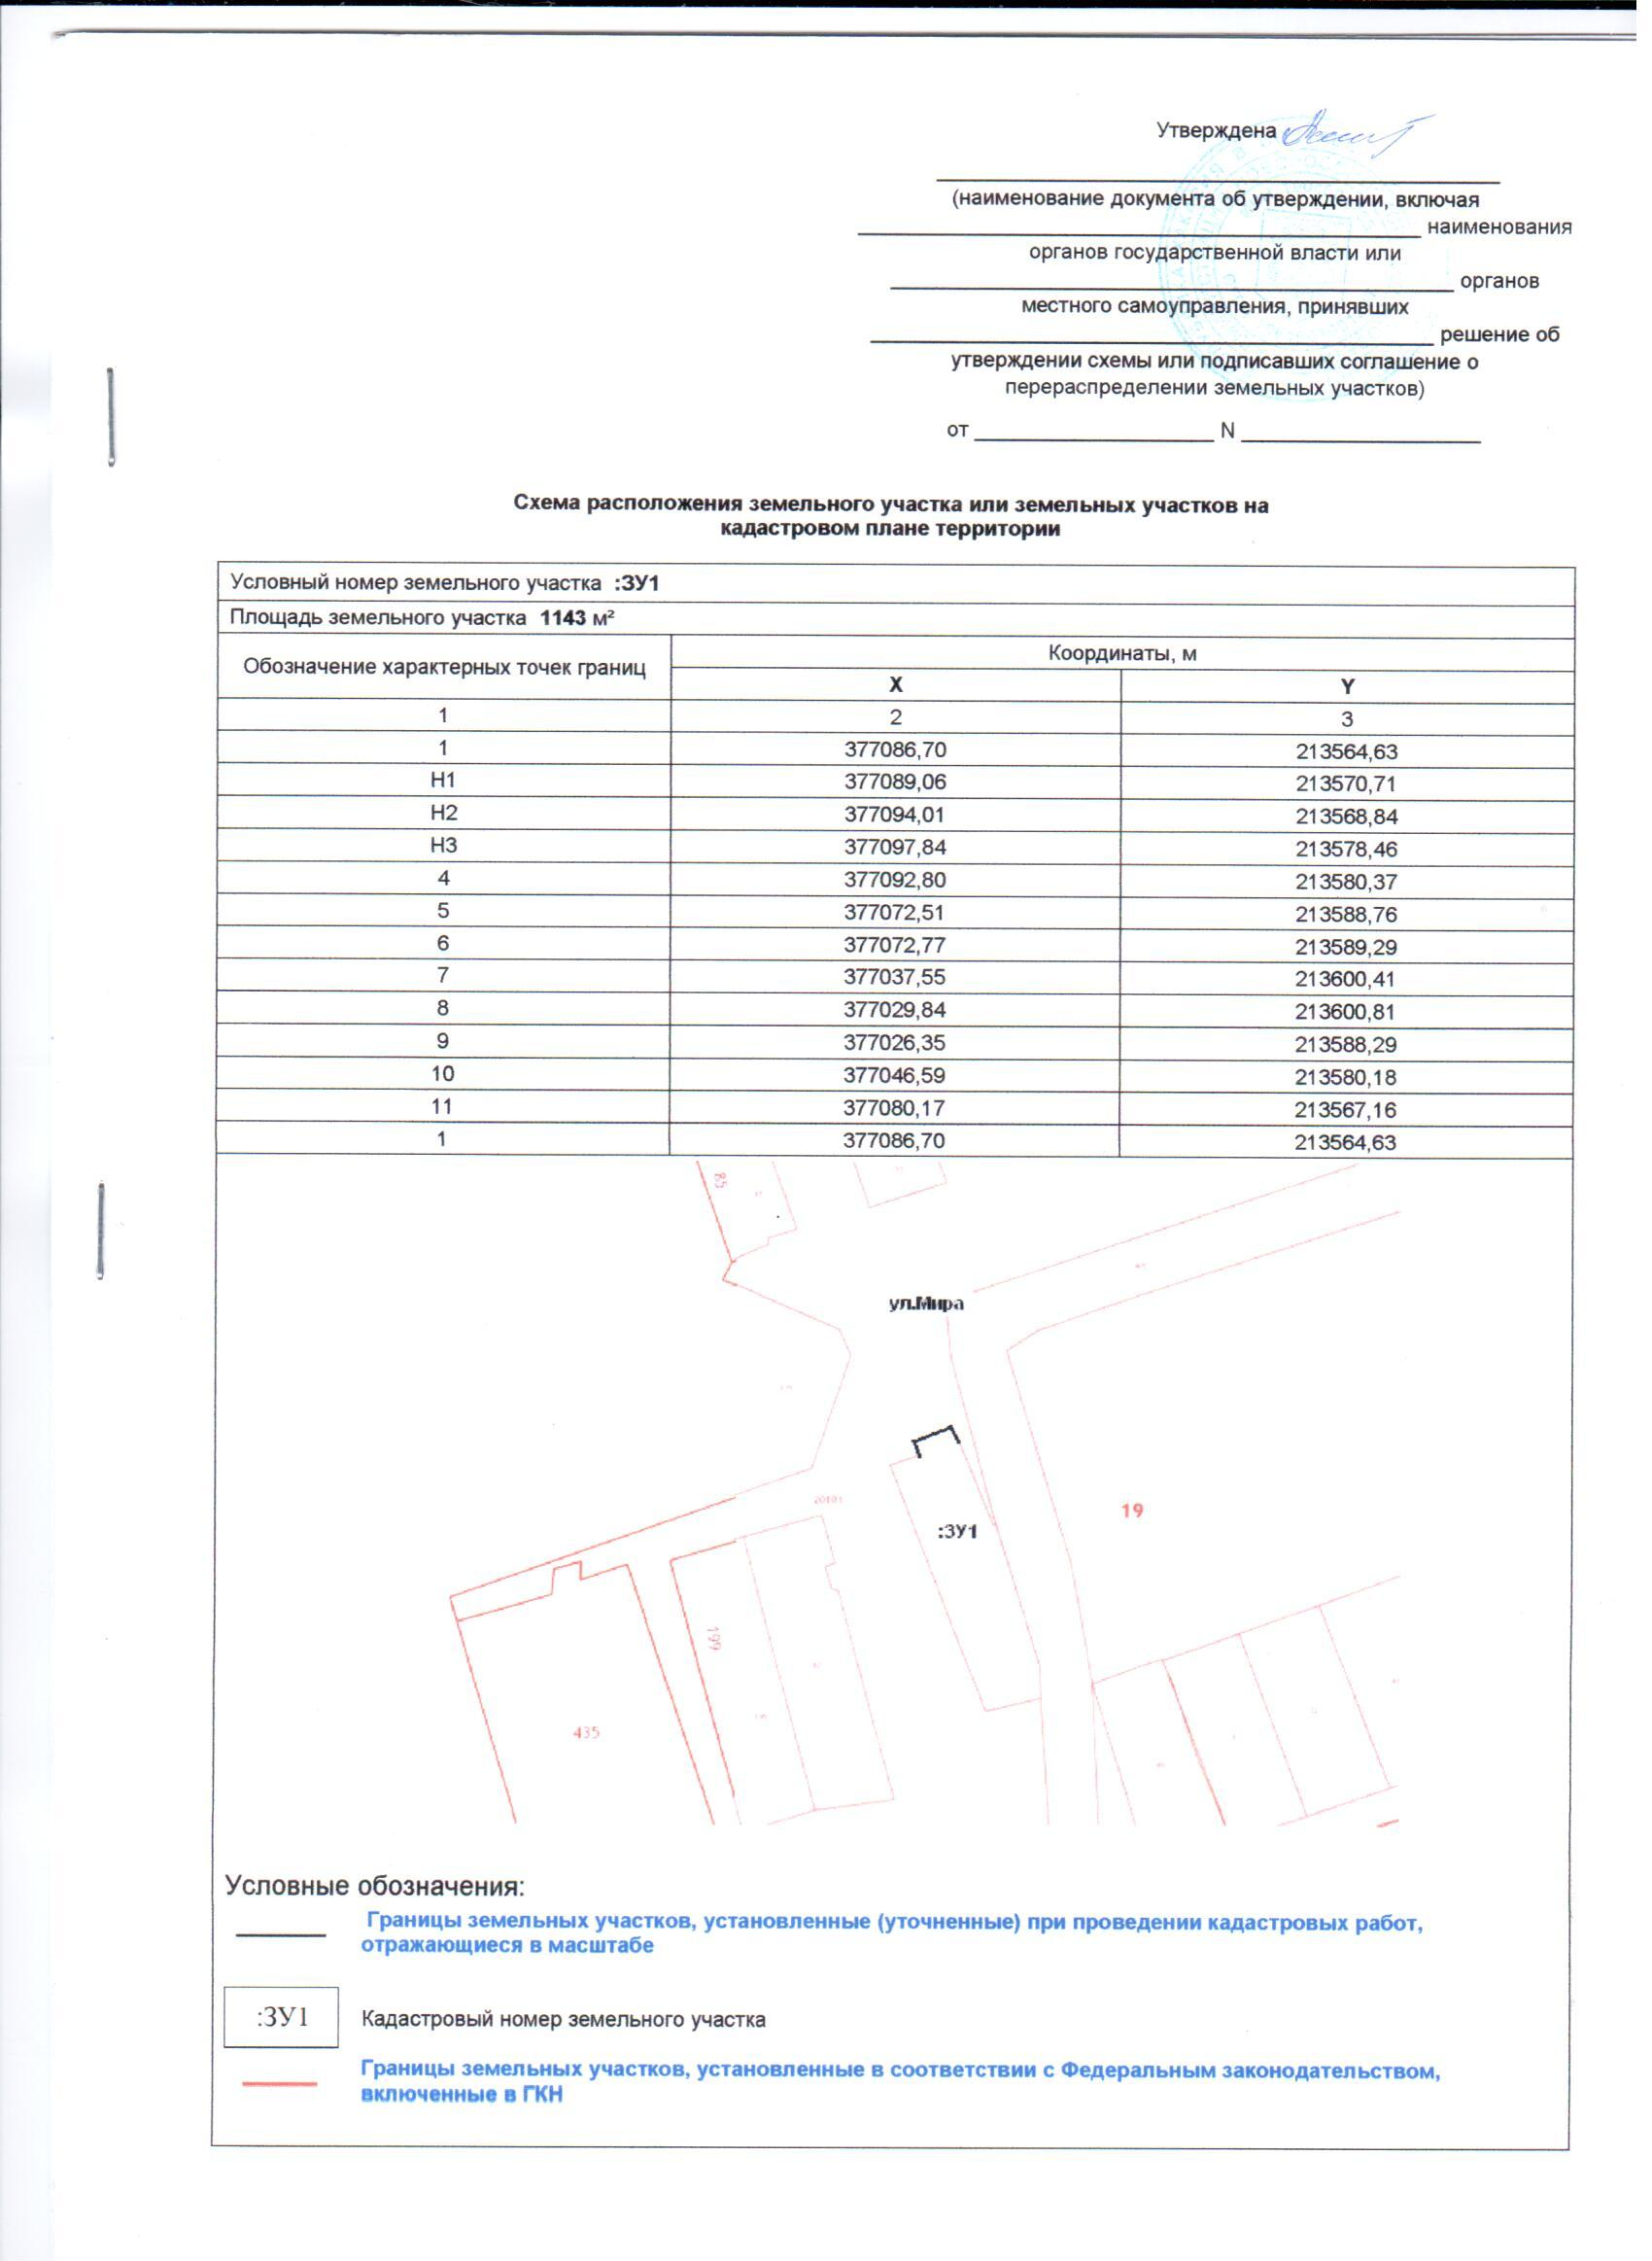 Утверждена
(наименование документа об утверждении, включая
наименования
органов государственной власти или
органов
местного самоуправления, принявших
решение об
утверждении схемы или подписавших соглашение о
перераспределении земельных участков)
от N
Схема расположения земельного участка или земельных участков на
кадастровом плане территории
Условный номер земельного участка :ЗУ1
Площадь земельного участка 1143 м²
Обозначение характерных точек границ Координаты, м
X Y
1 2 3
1 377086,70 213564,63
Н1 377089,06 213570,71
Н2 377094,01 213568,84
Н3 377097,84 213578,46
4 377092,80 213580,37
5 377072,51 213588,76
6 377072,77 213589,29
7 377037,55 213600,41
8 377029,84 213600,81
9 377026,35 213588,29
10 377046,59 213580,18
11 377080,17 213567,16
1 377086,70 213564,63
85
ул.Мира
:ЗУ1
19
199
435
Условные обозначения:
Границы земельных участков, установленные (уточненные) при проведении кадастровых работ,
отражающиеся в масштабе
:ЗУ1 Кадастровый номер земельного участка
Границы земельных участков, установленные в соответствии с Федеральным законодательством,
включенные в ГКН